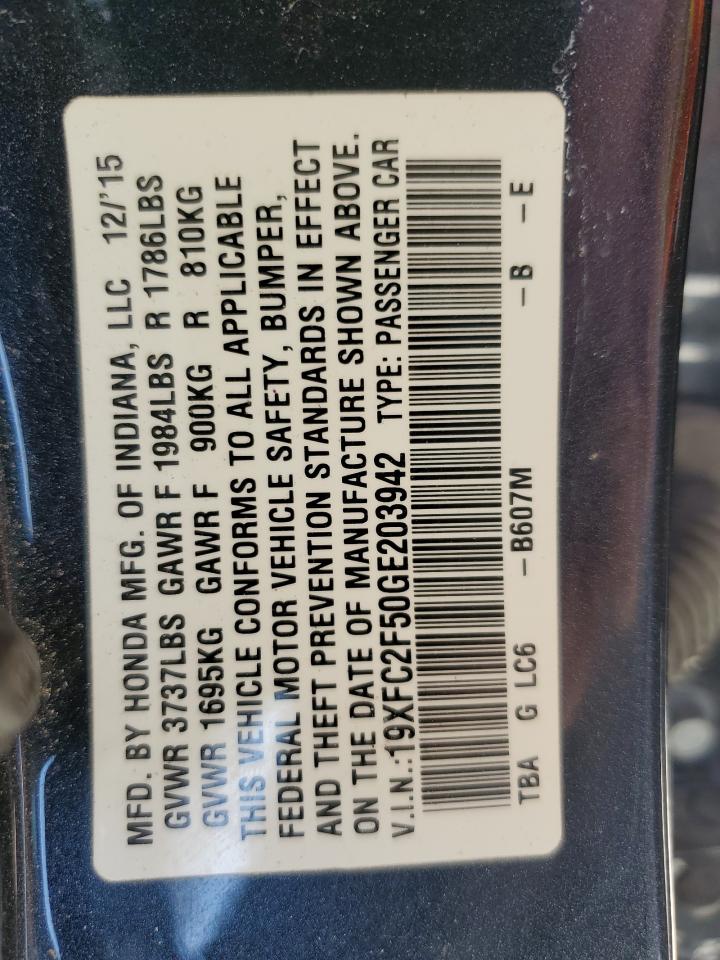 MFD. BY HONDA MFG. OF INDIANA, LLC 12/'15
GVWR 3737LBS GAWR F 1984LBS R 1786LBS
GVWR 1695KG GAWR F 900KG R 810KG
THIS VEHICLE CONFORMS TO ALL APPLICABLE
FEDERAL MOTOR VEHICLE SAFETY, BUMPER,
AND THEFT PREVENTION STANDARDS IN EFFECT
ON THE DATE OF MANUFACTURE SHOWN ABOVE.
V.I.N.:19XFC2F50GE203942 TYPE: PASSENGER CAR
TBA G LC6 -B607M -B -E